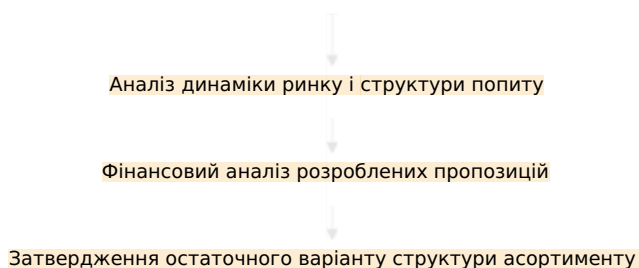 Аналіз динаміки ринку і структури попиту
Фінансовий аналіз розроблених пропозицій
Затвердження остаточного варіанту структури асортименту